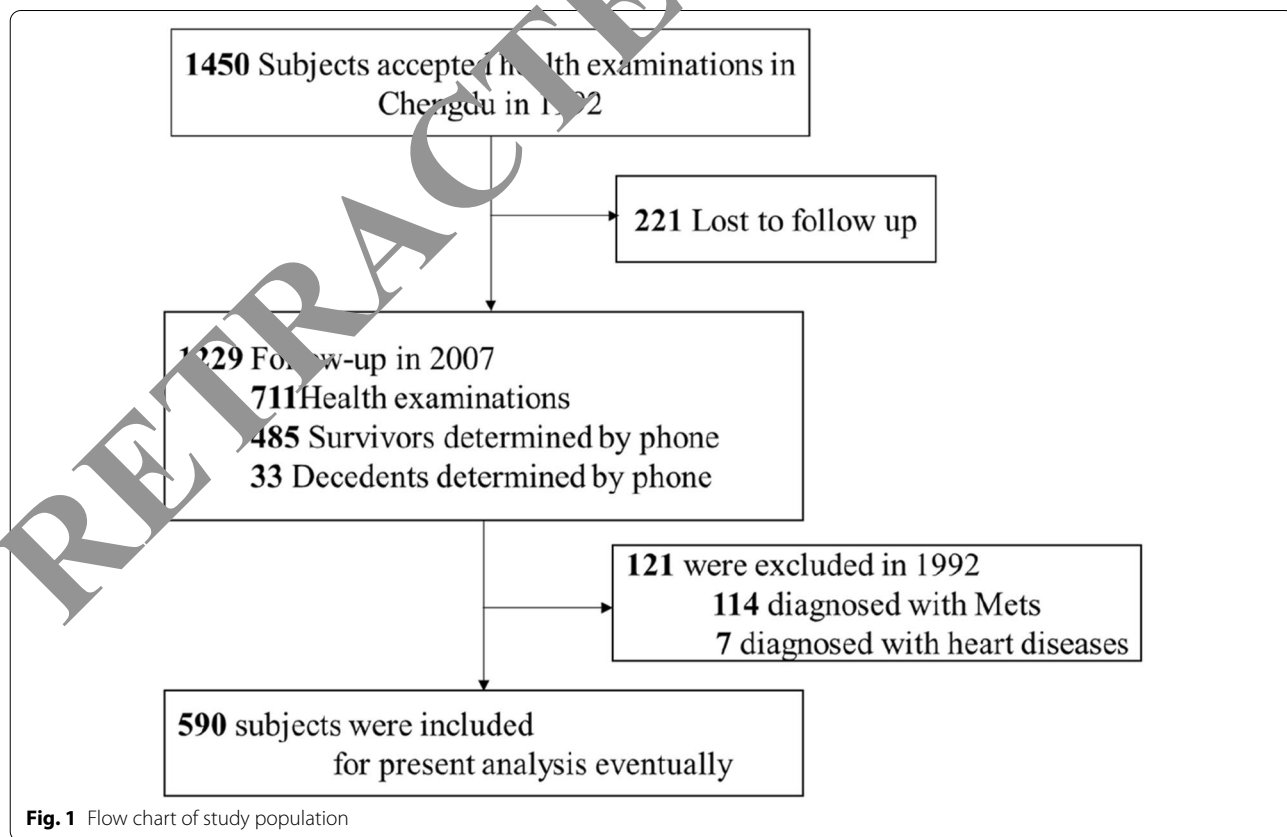 1450 Subjects accepted health examinations in
Chengdu in 1992
221 Lost to follow up
1229 Follow-up in 2007
711Health examinations
485 Survivors determined by phone
33 Decedents determined by phone
121 were excluded in 1992
114 diagnosed with Mets
7 diagnosed with heart diseases
590 subjects were included
for present analysis eventually
Fig. 1 Flow chart of study population
RETRACTE